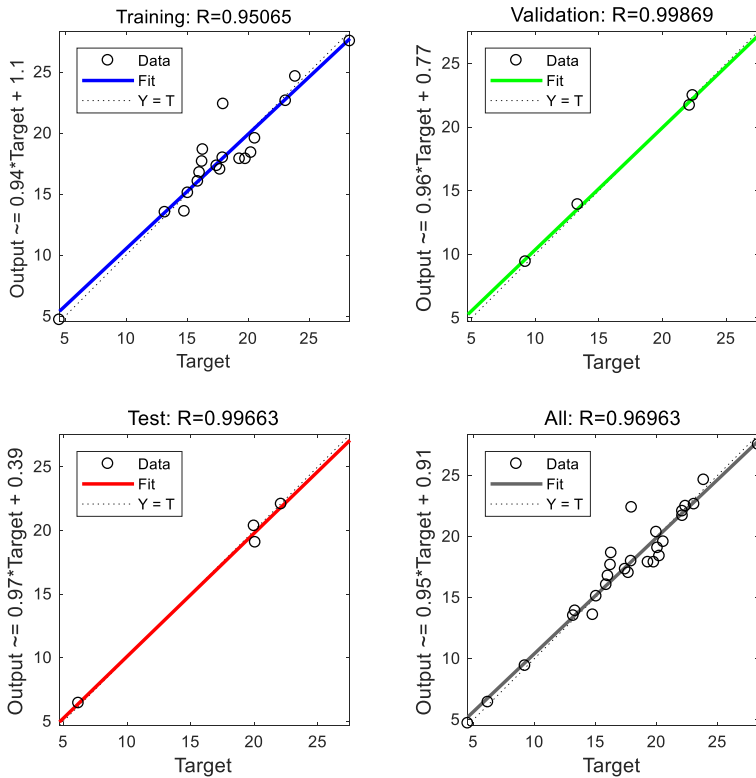 Training: R=0.95065
Output ~= 0.94*Target + 1.1
25
20
15
10
5
Data
Fit
Y = T
5
10
15
20
25
Target
Validation: R=0.99869
Output ~= 0.96*Target + 0.77
25
20
15
10
5
Data
Fit
Y = T
5
10
15
20
25
Target
Test: R=0.99663
Output ~= 0.97*Target + 0.39
25
20
15
10
5
Data
Fit
Y = T
5
10
15
20
25
Target
All: R=0.96963
Output ~= 0.95*Target + 0.91
25
20
15
10
5
Data
Fit
Y = T
5
10
15
20
25
Target